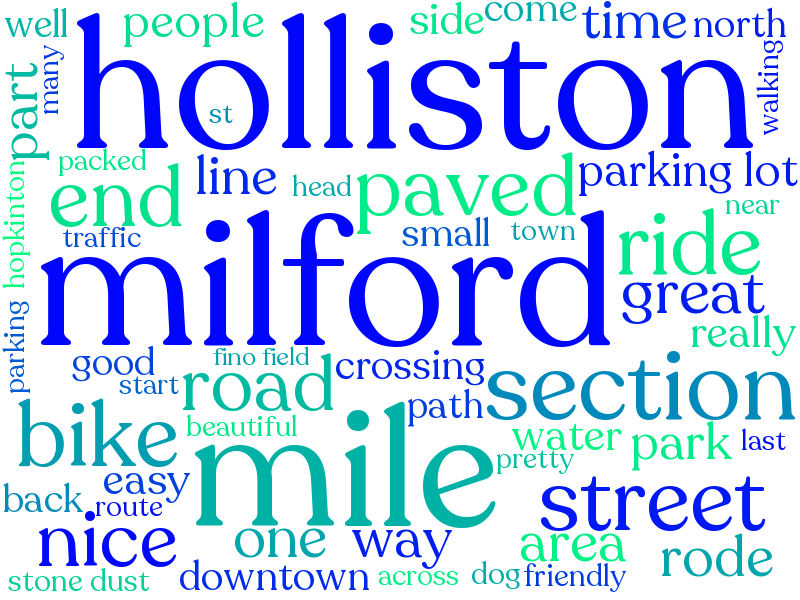 well people side come time north
holliston
part many st walking
packed
end line head paved parking lot
hopkinton near
traffic small town ride
milford great
parking really
good fino field crossing
start road path section
bike beautiful mile water park last
pretty
back easy street
route
nice one way area rode
stone dust downtown across dog friendly